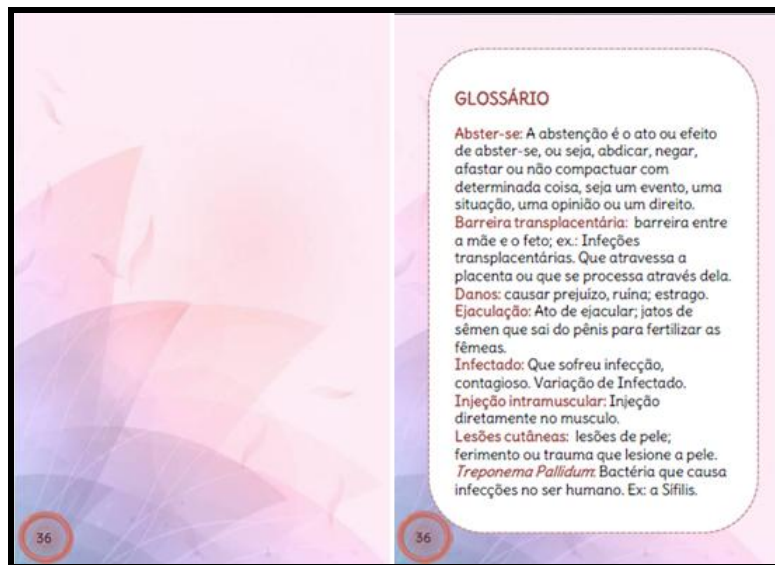 36
GLOSSÁRIO
Abster-se: A abstenção é o ato ou efeito
de abster-se, ou seja, abdicar, negar,
afastar ou não compactuar com
determinada coisa, seja um evento, uma
situação, uma opinião ou um direito.
Barreira transplacentária: barreira entre
a mãe e o feto; ex.: Infeções
transplacentárias. Que atravessa a
placenta ou que se processa através dela.
Danos: causar prejuízo, ruína; estrago.
Ejaculação: Ato de ejacular; jatos de
sêmen que sai do pênis para fertilizar as
fêmeas.
Infectado: Que sofreu infecção,
contagioso. Variação de Infectado.
Injeção intramuscular: Injeção
diretamente no musculo.
Lesões cutâneas: lesões de pele;
ferimento ou trauma que lesione a pele.
Treponema Pallidum: Bactéria que causa
infecções no ser humano. Ex: a Sífilis.
36